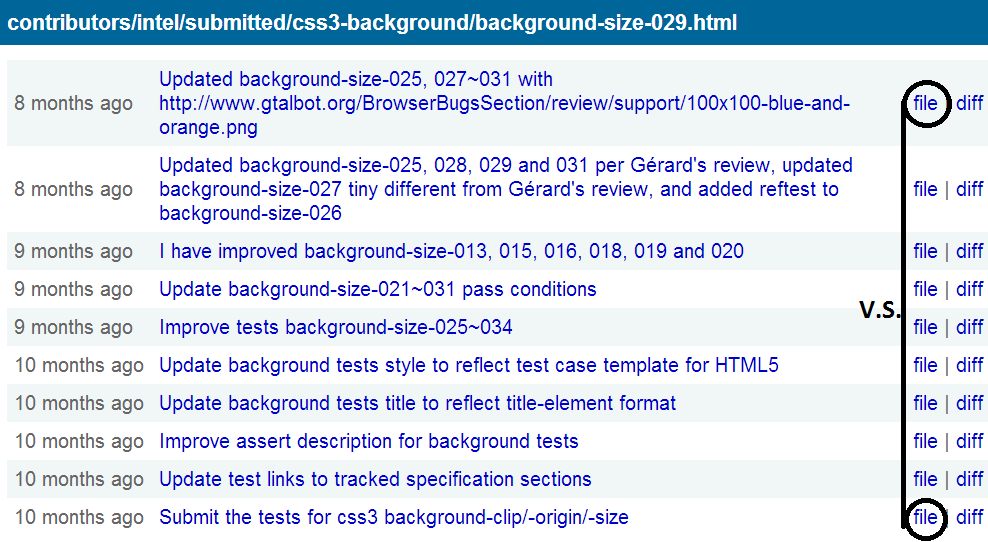 contributors/intel/submitted/css3-background/background-size-029.html
Updated background-size-025, 027~031 with
8 months ago http://www.gtalbot.org/BrowserBugsSection/review/support/100x100-blue-and- file | diff
orange.png
Updated background-size-025, 028, 029 and 031 per Gérard's review, updated
8 months ago background-size-027 tiny different from Gérard's review, and added reftest to file | diff
background-size-026
9 months ago I have improved background-size-013, 015, 016, 018, 019 and 020 file | diff
9 months ago Update background-size-021~031 pass conditions file | diff
V.S.
9 months ago Improve tests background-size-025~034 file | diff
10 months ago Update background tests style to reflect test case template for HTML5 file | diff
10 months ago Update background tests title to reflect title-element format file | diff
10 months ago Improve assert description for background tests file | diff
10 months ago Update test links to tracked specification sections file | diff
10 months ago Submit the tests for css3 background-clip/-origin/-size file | diff